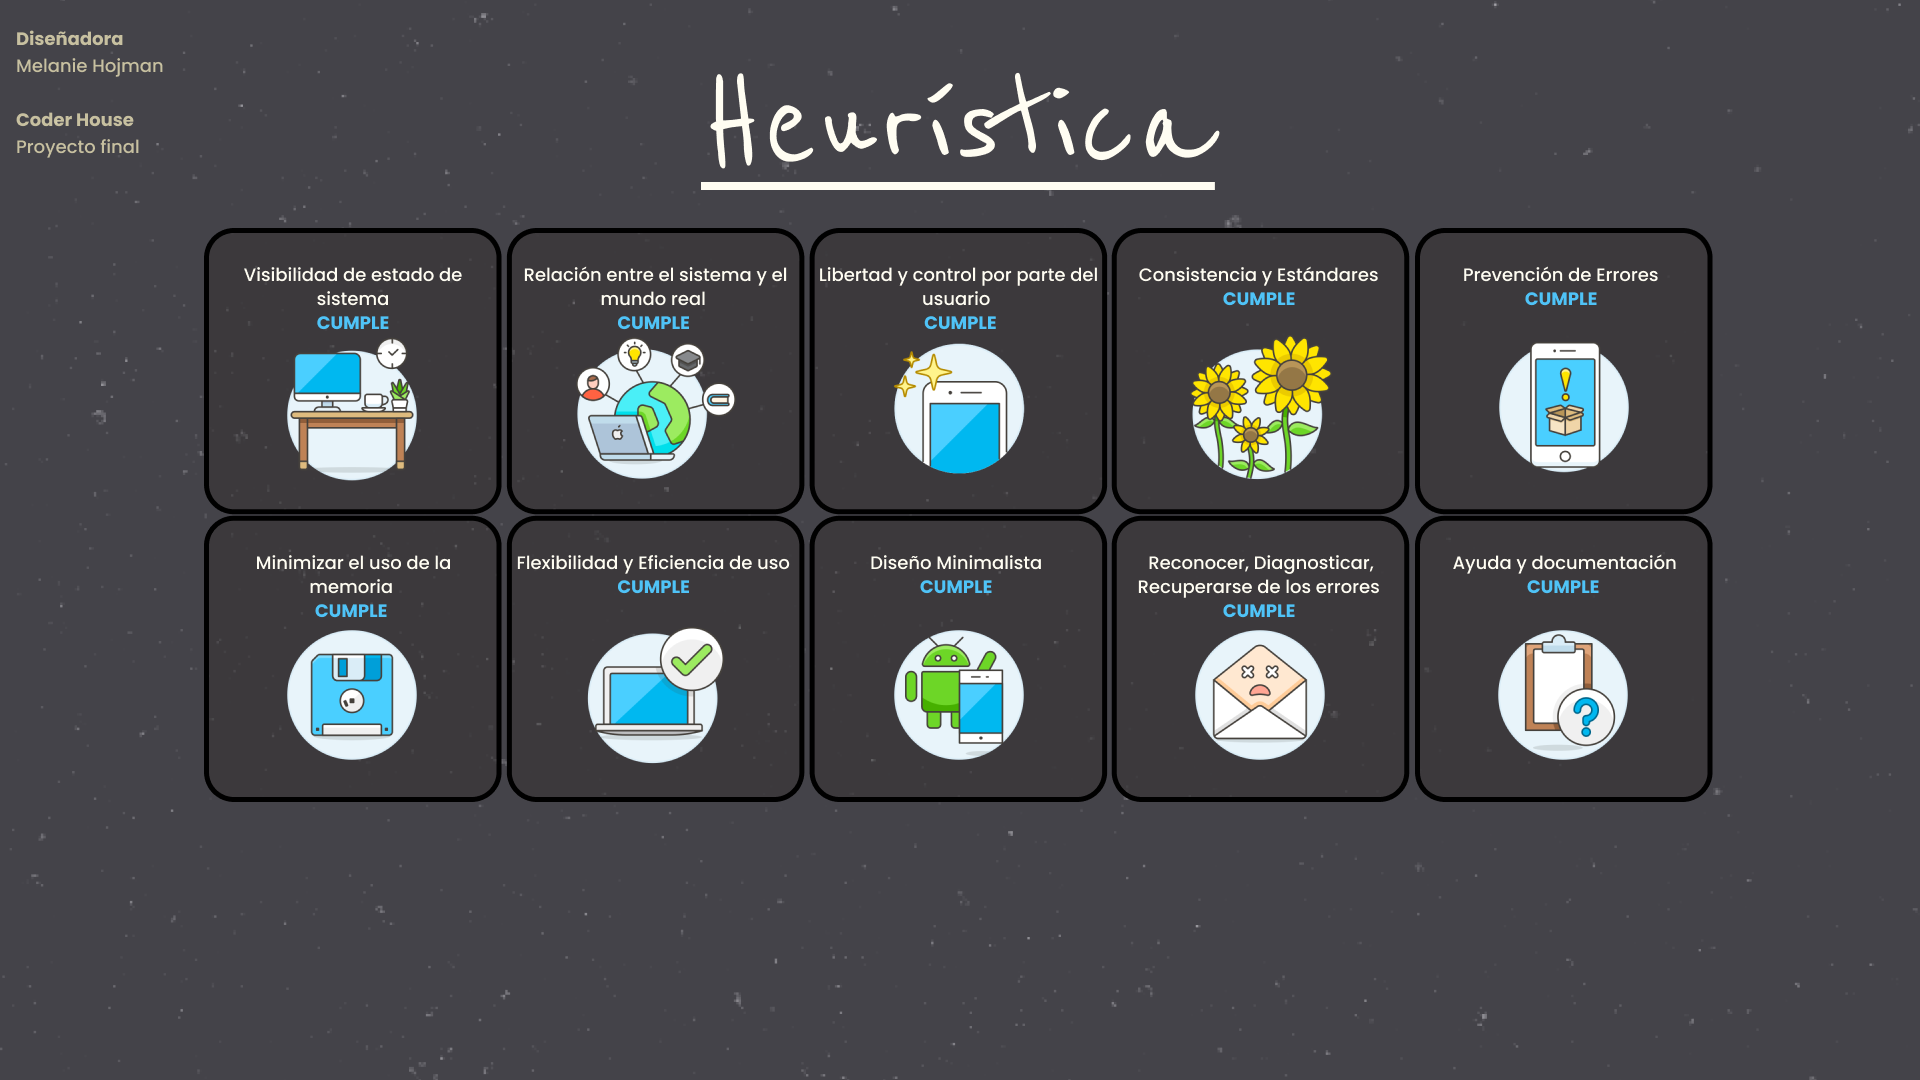 Diseñadora
Melanie Hojman
Coder House
Proyecto final
Heurística
Visibilidad de estado de
sistema
CUMPLE
Relación entre el sistema y el
mundo real
CUMPLE
Libertad y control por parte del
usuario
CUMPLE
Consistencia y Estándares
CUMPLE
Prevención de Errores
CUMPLE
Minimizar el uso de la
memoria
CUMPLE
Flexibilidad y Eficiencia de uso
CUMPLE
Diseño Minimalista
CUMPLE
Reconocer, Diagnosticar,
Recuperarse de los errores
CUMPLE
Ayuda y documentación
CUMPLE